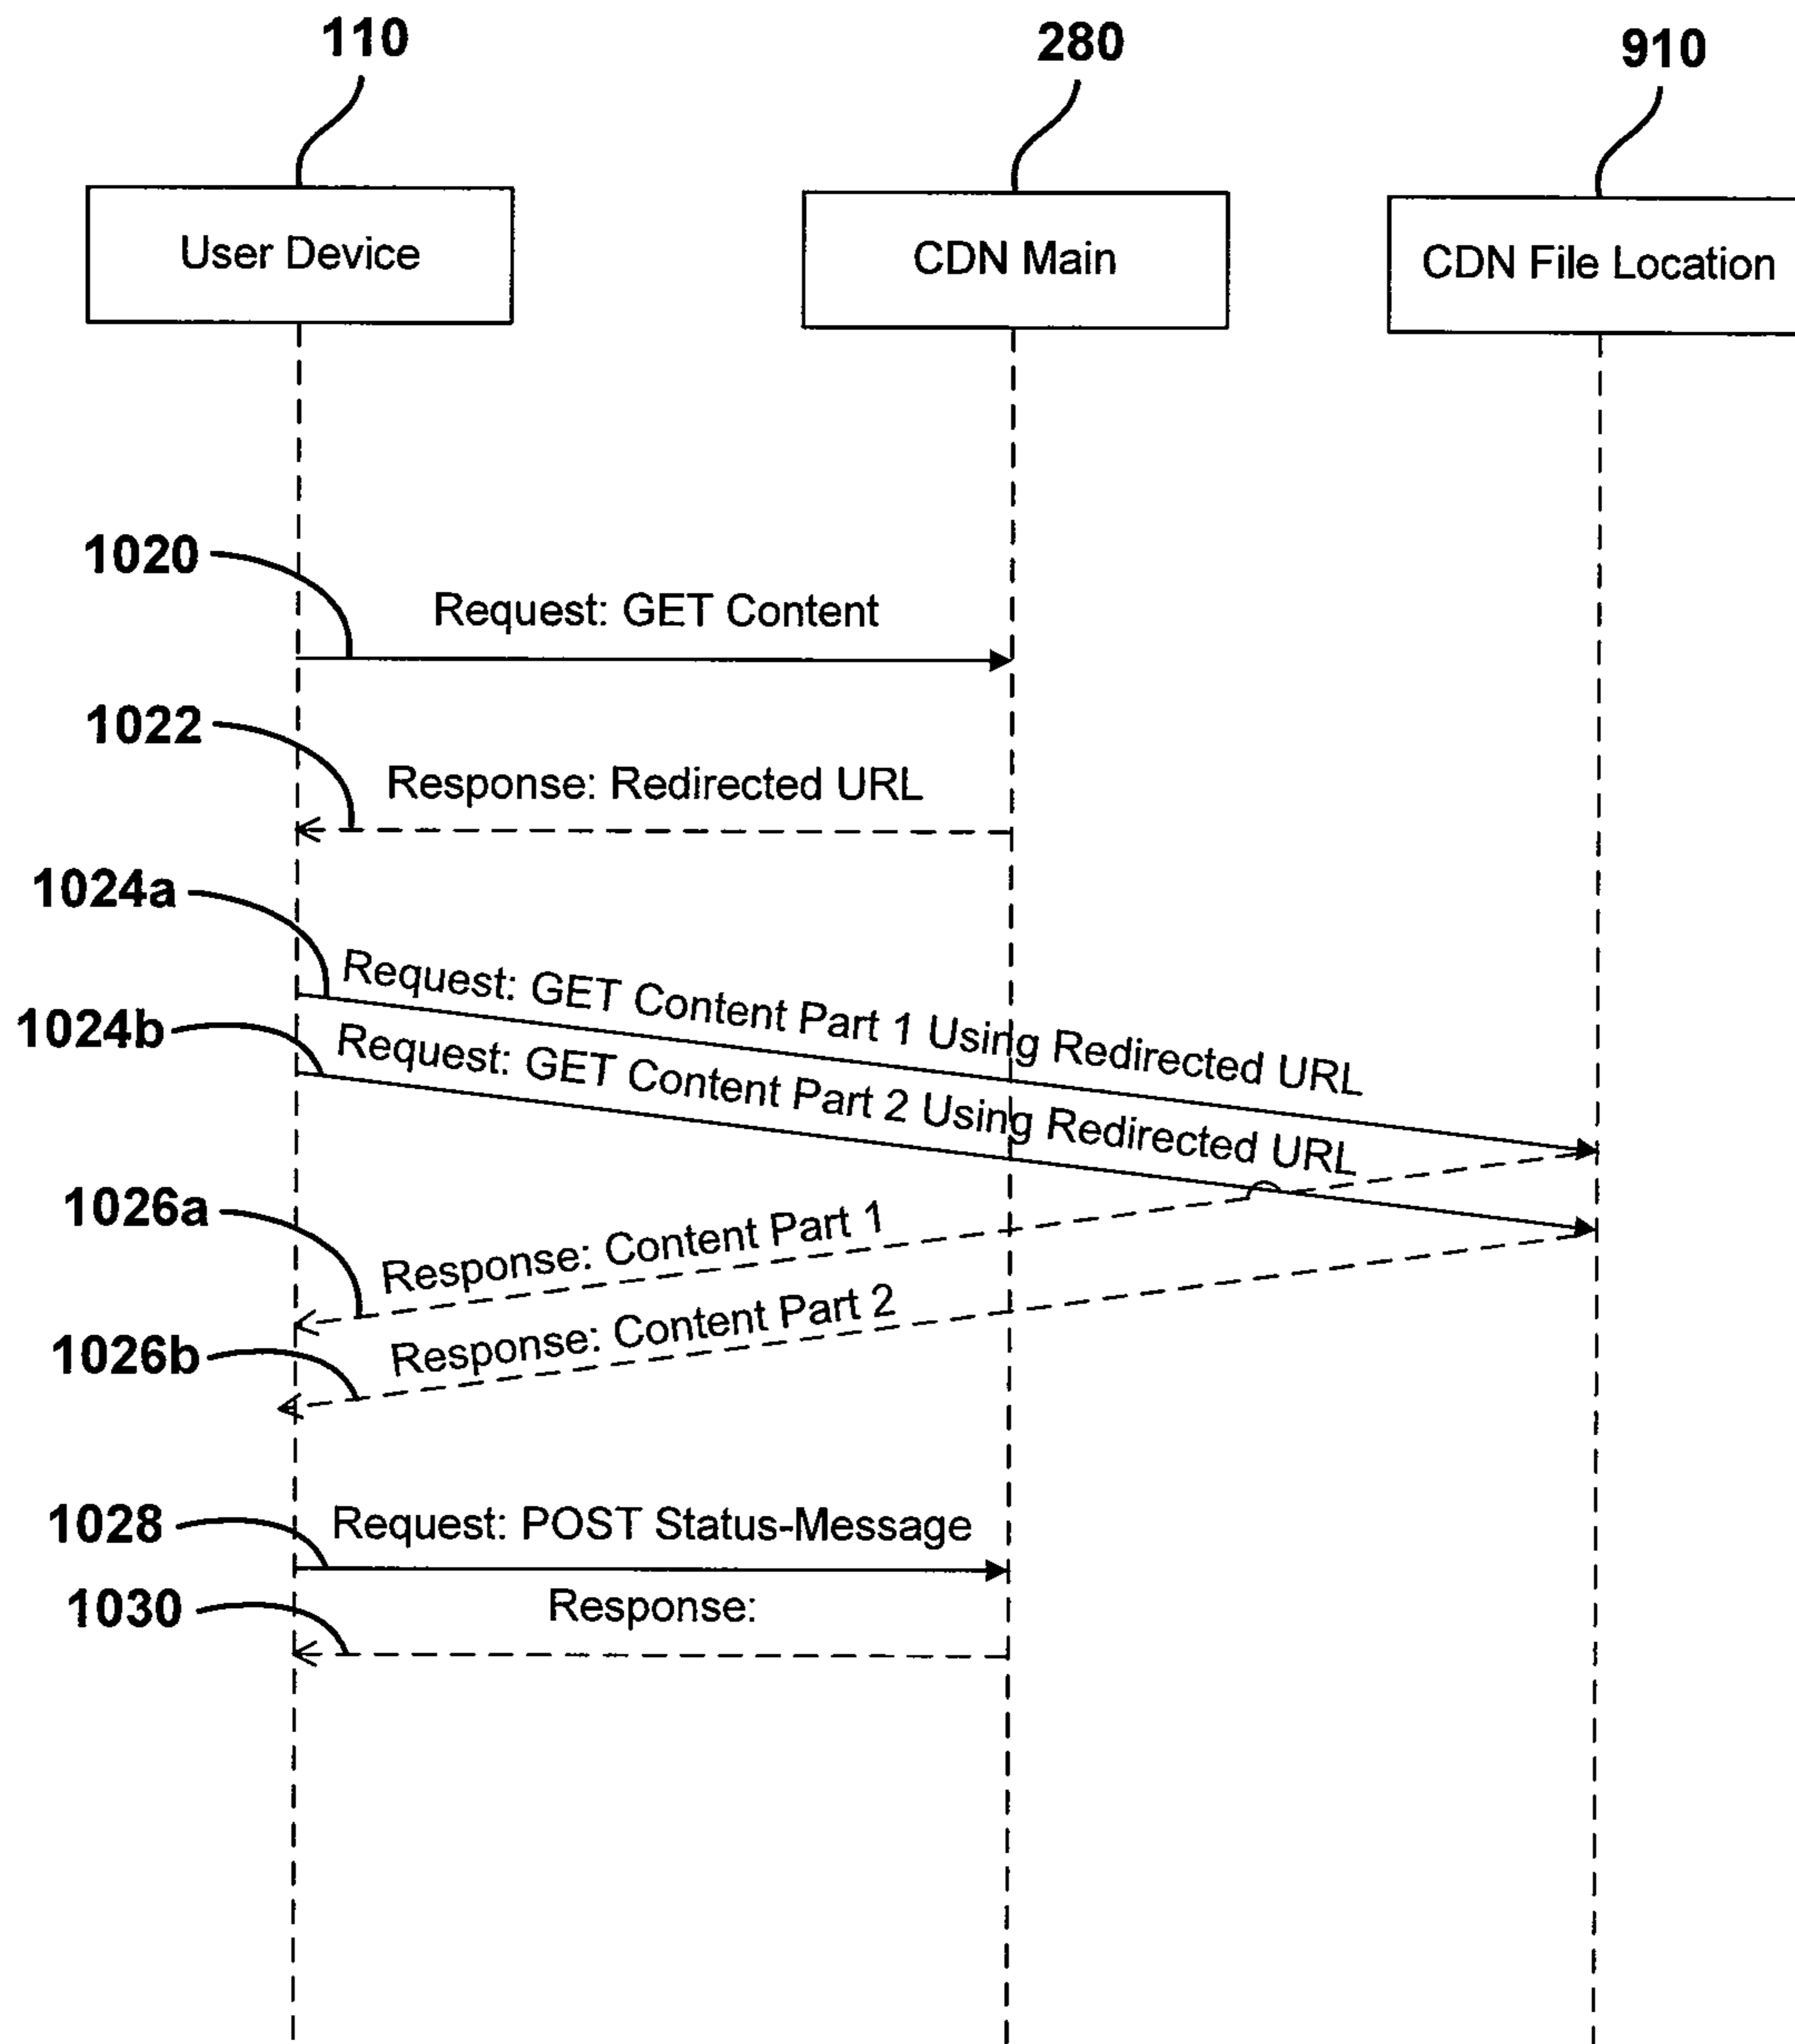 110
280
910
User Device
CDN Main
CDN File Location
1020
Request: GET Content
1022
Response: Redirected URL
1024a
Request: GET Content Part 1 Using Redirected URL
1024b
Request: GET Content Part 2 Using Redirected URL
1026a
Response: Content Part 1
1026b
Response: Content Part 2
1028
Request: POST Status-Message
1030
Response: